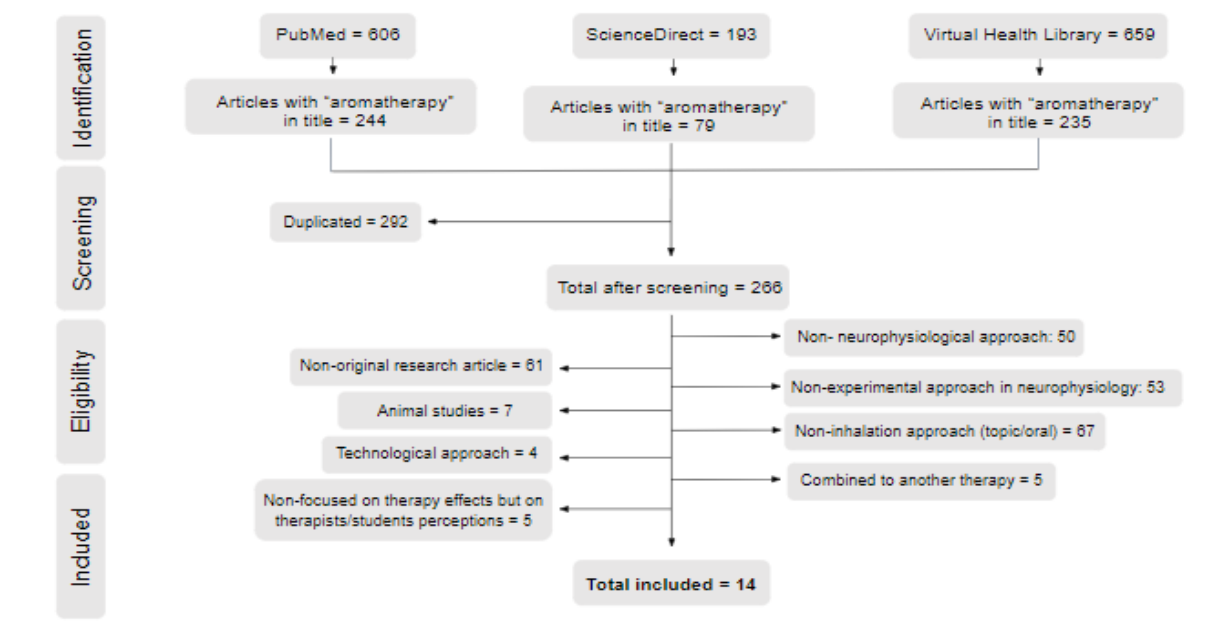 Identification
PubMed = 606
ScienceDirect = 193
Virtual Health Library = 659
Articles with "aromatherapy"
in title = 244
Articles with "aromatherapy"
in title = 79
Articles with "aromatherapy"
in title = 235
Screening
Duplicated = 292
Total after screening = 266
Eligibility
Non- neurophysiological approach: 50
Non-original research article = 61
Non-experimental approach in neurophysiology: 53
Animal studies = 7
Non-inhalation approach (topic/oral) = 67
Technological approach = 4
Combined to another therapy = 5
Included
Non-focused on therapy effects but on
therapists/students perceptions = 5
Total included = 14